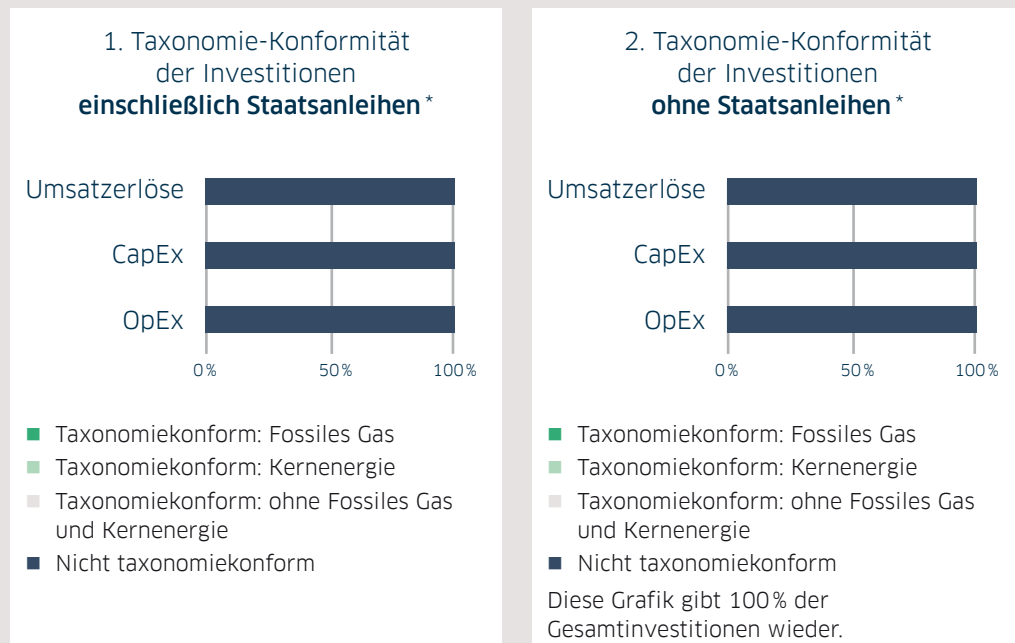 1. Taxonomie-Konformität
der Investitionen
einschließlich Staatsanleihen *
Umsatzerlöse
CapEx
OpEx
0 %
50 %
100 %
Taxonomiekonform: Fossiles Gas
Taxonomiekonform: Kernenergie
Taxonomiekonform: ohne Fossiles Gas
und Kernenergie
Nicht taxonomiekonform
2. Taxonomie-Konformität
der Investitionen
ohne Staatsanleihen *
Umsatzerlöse
CapEx
OpEx
0 %
50 %
100 %
Taxonomiekonform: Fossiles Gas
Taxonomiekonform: Kernenergie
Taxonomiekonform: ohne Fossiles Gas
und Kernenergie
Nicht taxonomiekonform
Diese Grafik gibt 100 % der
Gesamtinvestitionen wieder.